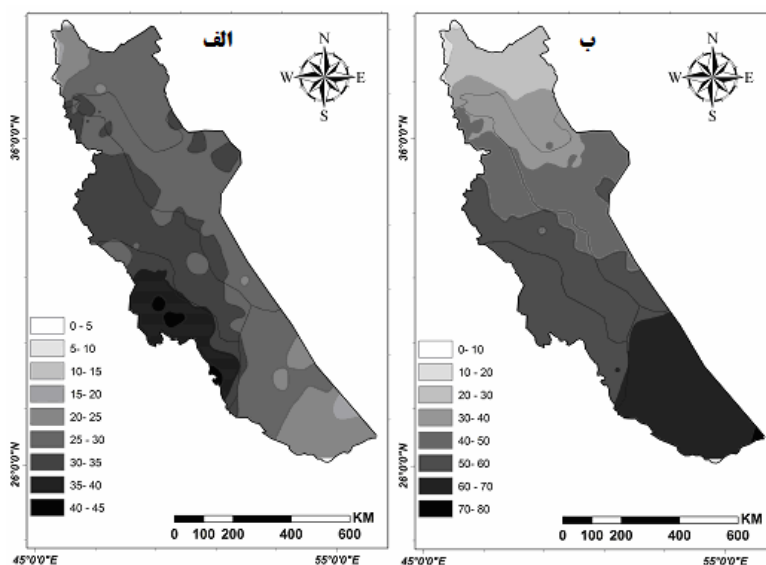 الف
N
W E
S
36°0'0"N
26°0'0"N
0 - 5
5- 10
10- 15
15- 20
20- 25
25 - 30
30- 35
35- 40
40 - 45
KM
0 100 200 400 600
45°0'0"E 55°0'0"E
ب
N
W E
S
36°0'0"N
26°0'0"N
0- 10
10 - 20
20 - 30
30- 40
40- 50
50- 60
60 - 70
70- 80
KM
0 100 200 400 600
45°0'0"E 55°0'0"E